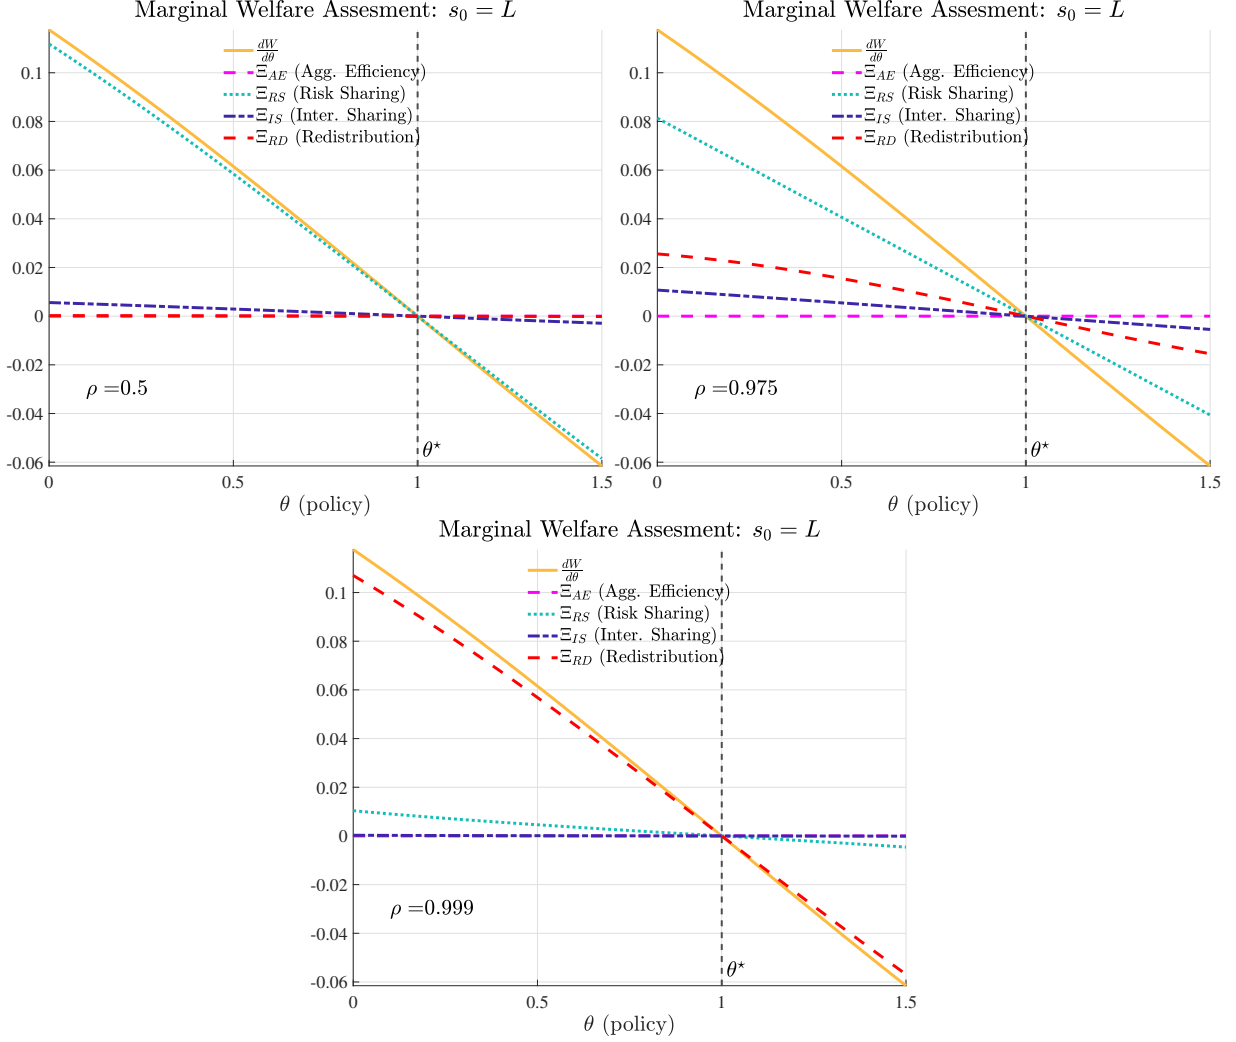 Marginal Welfare Assesment: s₀ = L
dW/dθ
Ξ_AE (Agg. Efficiency)
Ξ_RS (Risk Sharing)
Ξ_IS (Inter. Sharing)
Ξ_RD (Redistribution)
0.1
0.08
0.06
0.04
0.02
0
-0.02
-0.04
-0.06
ρ =0.5
θ⋆
0
0.5
1
1.5
θ (policy)
Marginal Welfare Assesment: s₀ = L
dW/dθ
Ξ_AE (Agg. Efficiency)
Ξ_RS (Risk Sharing)
Ξ_IS (Inter. Sharing)
Ξ_RD (Redistribution)
0.1
0.08
0.06
0.04
0.02
0
-0.02
-0.04
-0.06
ρ =0.975
θ⋆
0
0.5
1
1.5
θ (policy)
Marginal Welfare Assesment: s₀ = L
dW/dθ
Ξ_AE (Agg. Efficiency)
Ξ_RS (Risk Sharing)
Ξ_IS (Inter. Sharing)
Ξ_RD (Redistribution)
0.1
0.08
0.06
0.04
0.02
0
-0.02
-0.04
-0.06
ρ =0.999
θ⋆
0
0.5
1
1.5
θ (policy)